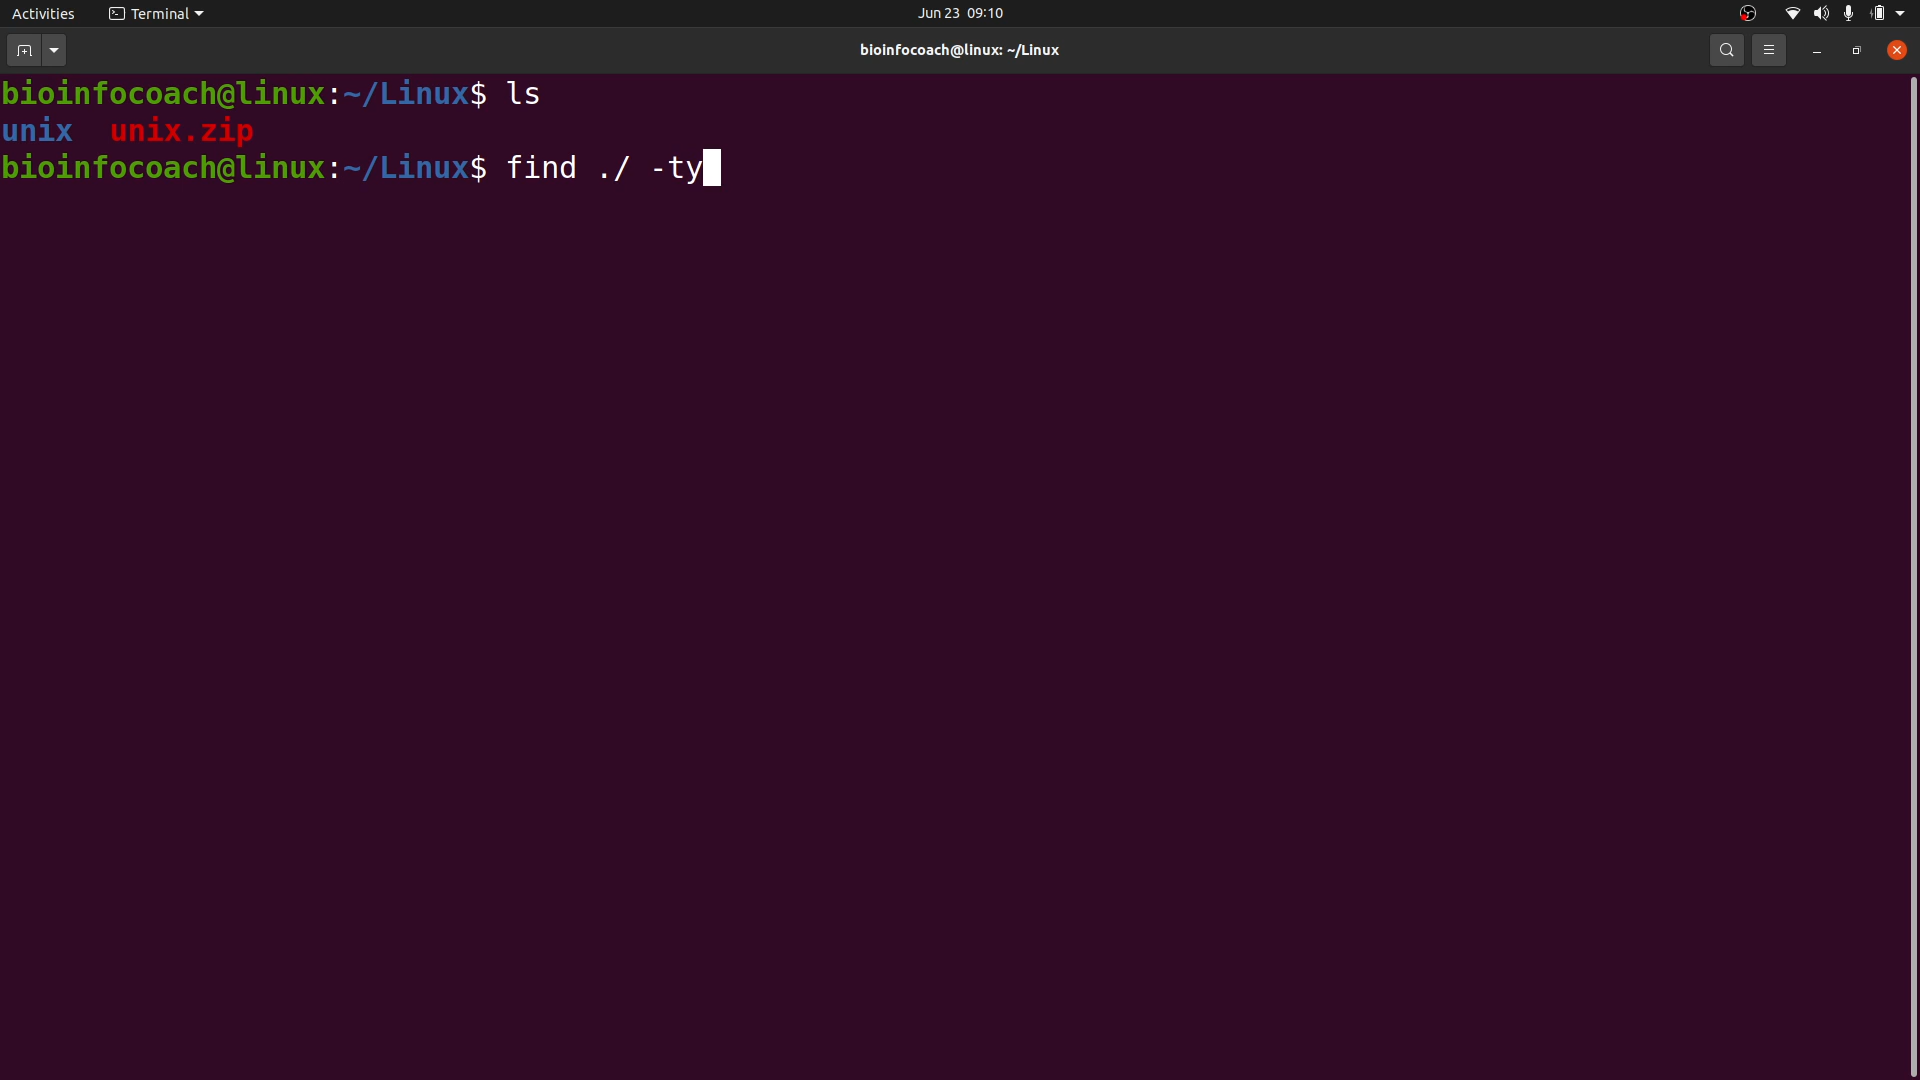 Activities Terminal Jun 23 09:10
bioinfocoach@linux: ~/Linux
bioinfocoach@linux:~/Linux$ ls
unix unix.zip
bioinfocoach@linux:~/Linux$ find ./ -ty